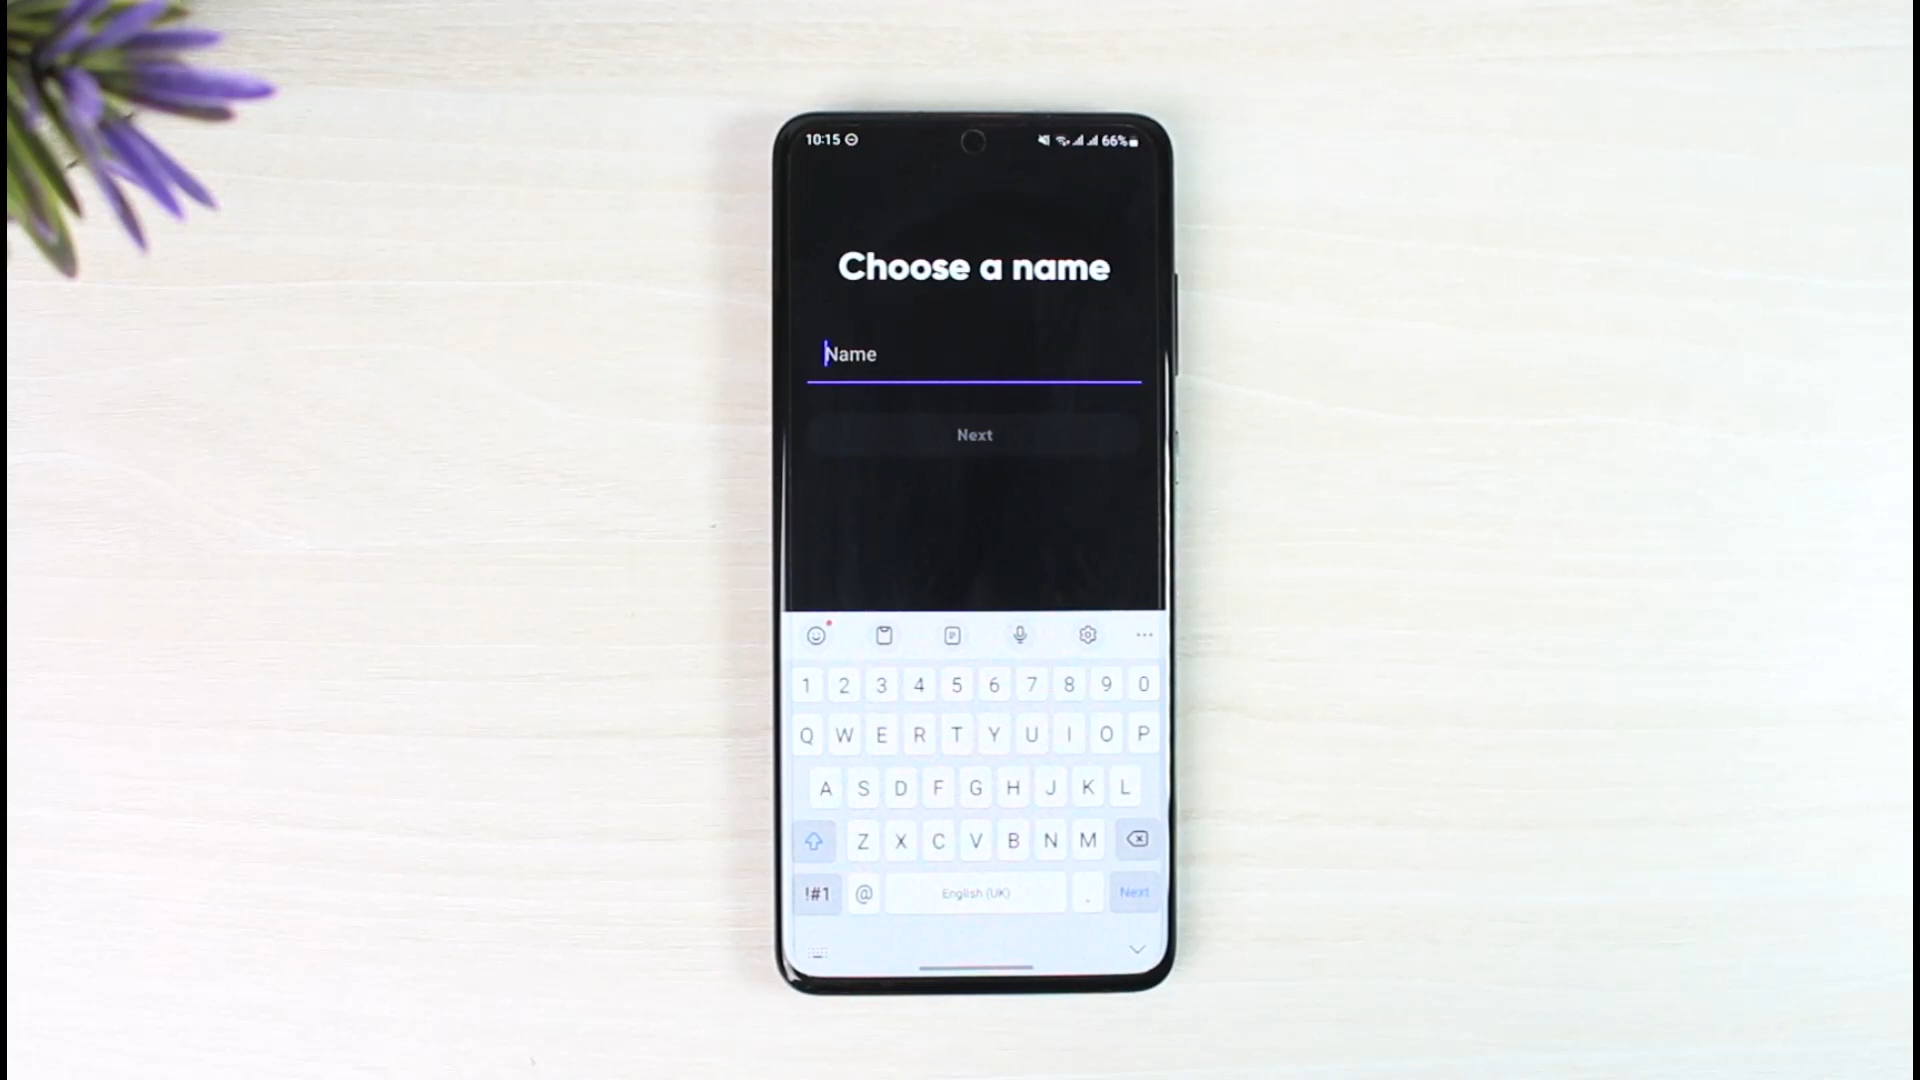 10:15 66%
Choose a name
Name
Next
1 2 3 4 5 6 7 8 9 0
Q W E R T Y U I O P
A S D F G H J K L
Z X C V B N M
!#1 @ English (UK) . Next